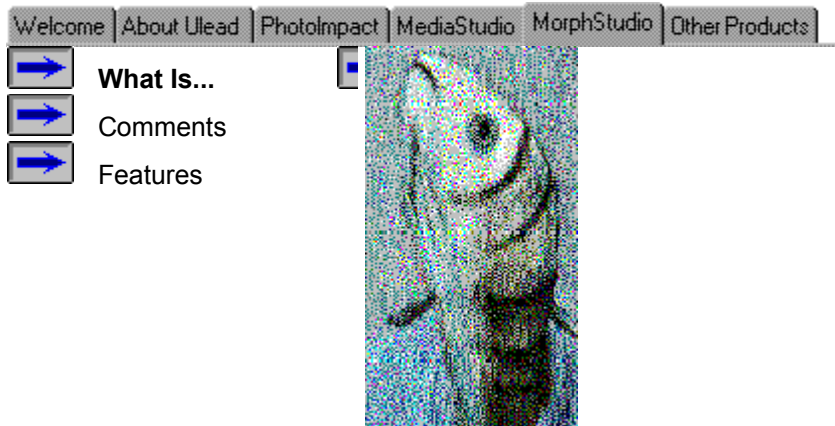 Welcome About Ulead PhotoImpact MediaStudio MorphStudio Other Products
What Is...
Comments
Features